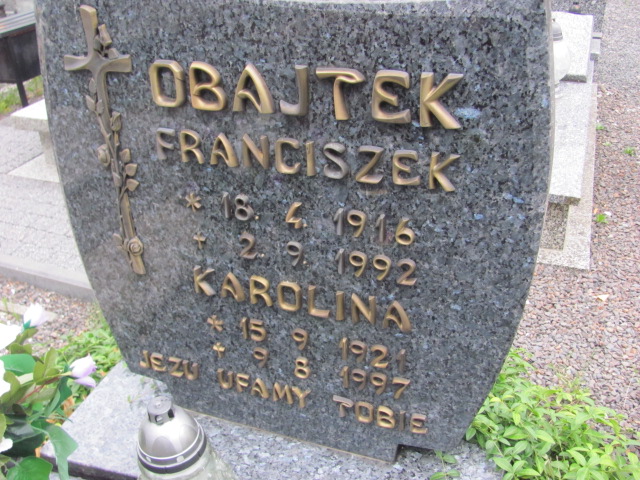 OBAJTEK
FRANCISZEK
* 18. 4. 1916
+ 2. 9. 1992
KAROLINA
* 15 9 1921
+ 9 8 1997
JEZU UFAMY TOBIE